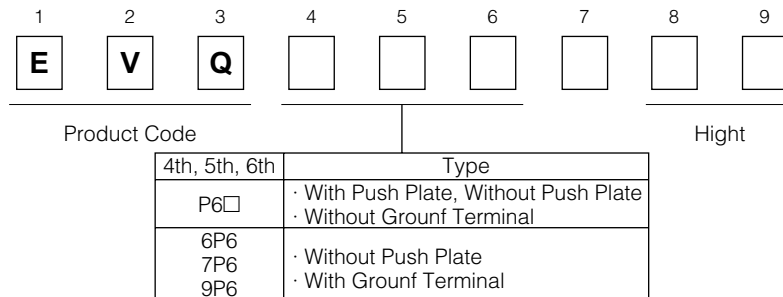 1 2 3 4 5 6 7 8 9
E V Q
Product Code Hight
4th, 5th, 6th Type
P6□ · With Push Plate, Without Push Plate
· Without Grounf Terminal
6P6
7P6 · Without Push Plate
9P6 · With Grounf Terminal